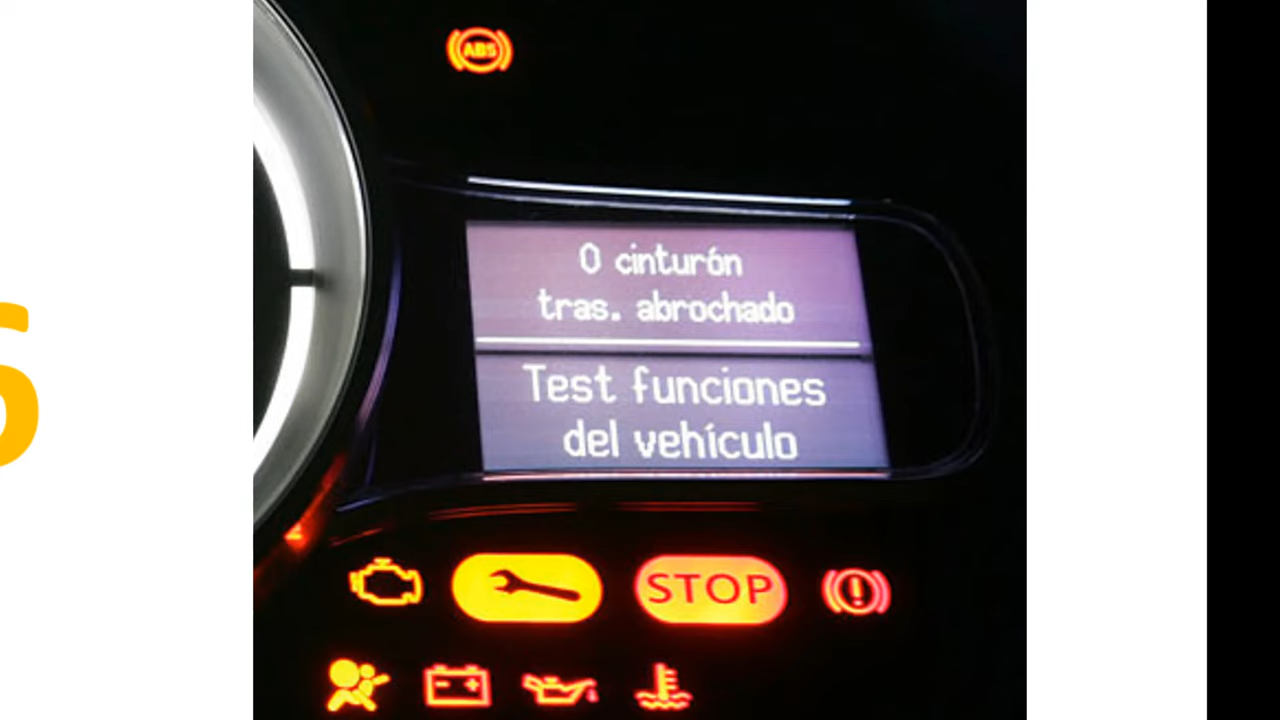 ABS
0 cinturón
tras. abrochado
Test funciones
del vehículo
STOP